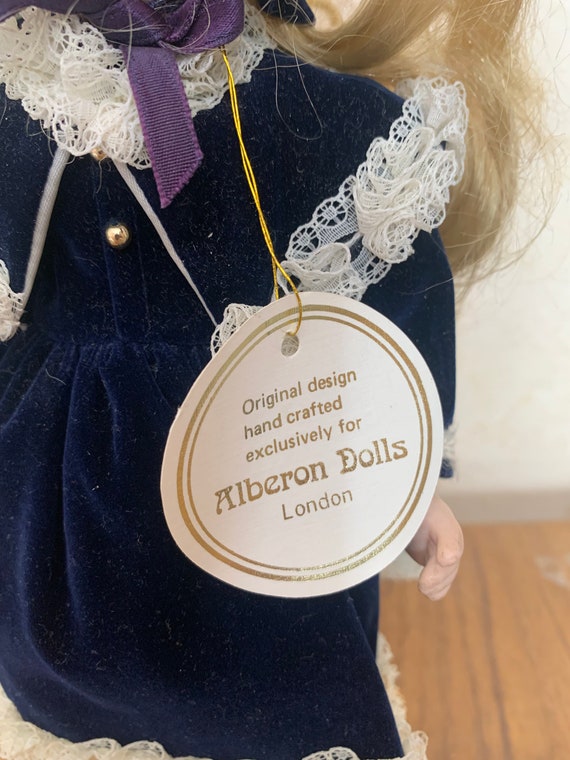 Original design
hand crafted
exclusively for
Alberon Dolls
London